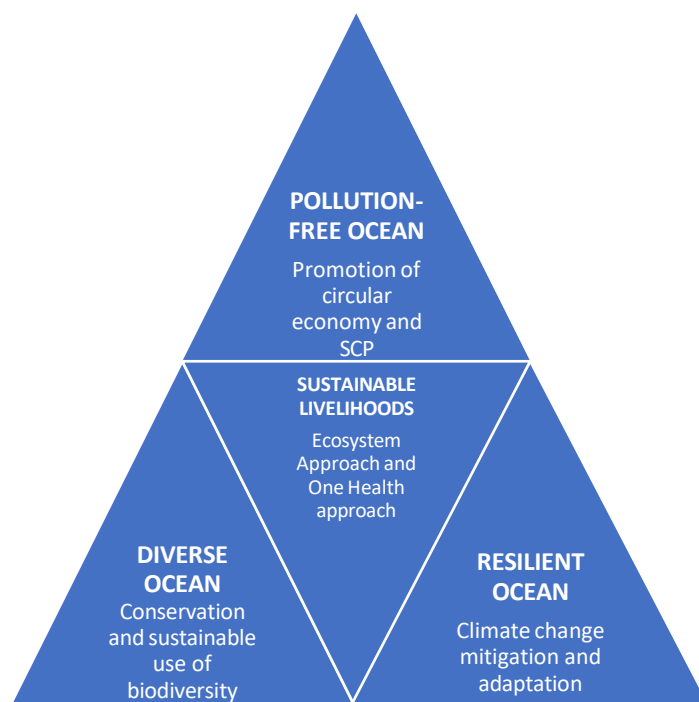 POLLUTION-
FREE OCEAN
Promotion of
circular
economy and
SCP
SUSTAINABLE
LIVELIHOODS
Ecosystem
Approach and
One Health
approach
DIVERSE
OCEAN
Conservation
and sustainable
use of
biodiversity
RESILIENT
OCEAN
Climate change
mitigation and
adaptation